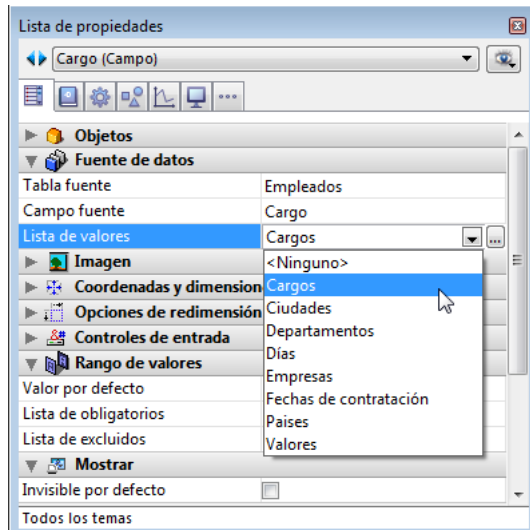 Lista de propiedades
Cargo (Campo)
Objetos
Fuente de datos
Tabla fuente Empleados
Campo fuente Cargo
Lista de valores Cargos
Imagen <Ninguno>
Coordenadas y dimension Cargos
Ciudades
Opciones de redimensión
Departamentos
Controles de entrada
Días
Rango de valores
Empresas
Valor por defecto
Fechas de contratación
Lista de obligatorios
Paises
Lista de excluidos
Valores
Mostrar
Invisible por defecto
Todos los temas